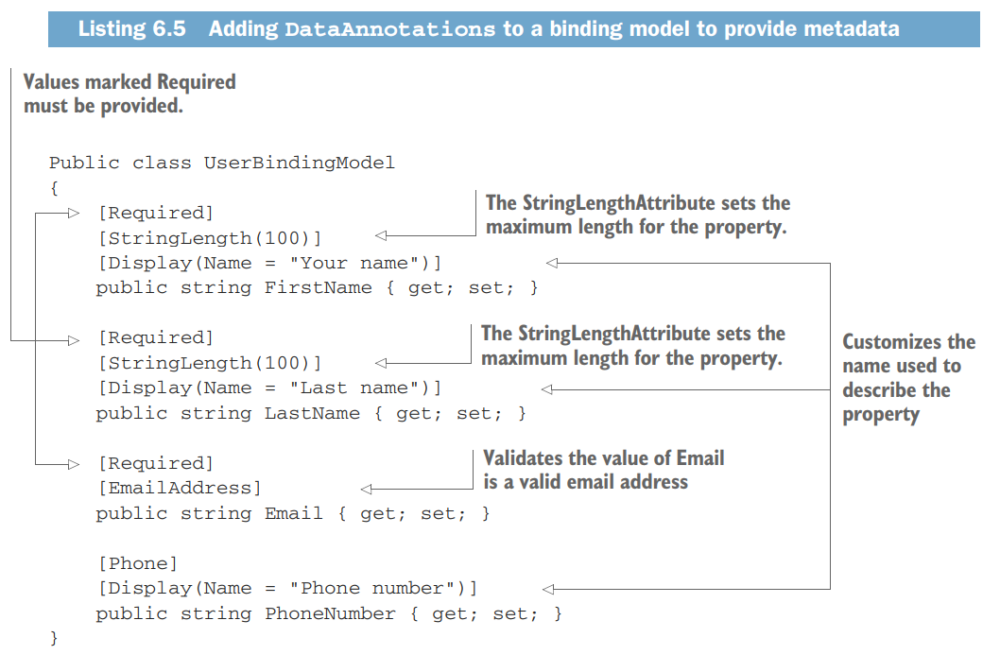 Listing 6.5 Adding DataAnnotations to a binding model to provide metadata
Values marked Required
must be provided.
Public class UserBindingModel
{
[Required]
[StringLength(100)]
[Display(Name = "Your name")]
public string FirstName { get; set; }
The StringLengthAttribute sets the
maximum length for the property.
[Required]
[StringLength(100)]
[Display(Name = "Last name")]
public string LastName { get; set; }
The StringLengthAttribute sets the
maximum length for the property.
Customizes the
name used to
describe the
property
[Required]
[EmailAddress]
public string Email { get; set; }
Validates the value of Email
is a valid email address
[Phone]
[Display(Name = "Phone number")]
public string PhoneNumber { get; set; }
}